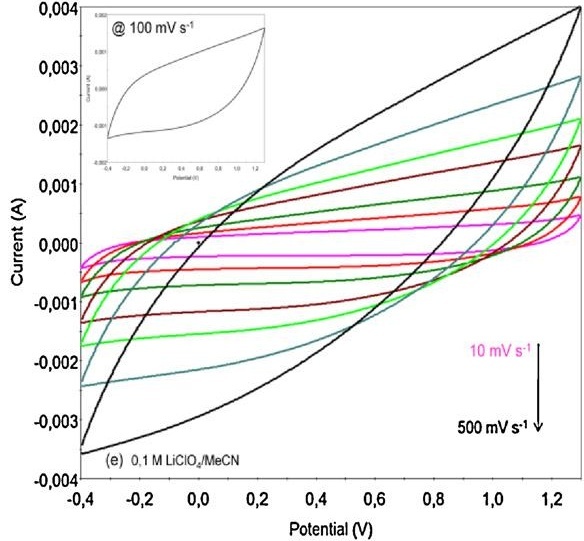 0,004
0,003
0,002
0,001
0,000
-0,001
-0,002
-0,003
-0,004
Current (A)
@ 100 mV s⁻¹
Potential (V)
10 mV s⁻¹
500 mV s⁻¹
(e) 0,1 M LiClO₄/MeCN
-0,4 -0,2 0,0 0,2 0,4 0,6 0,8 1,0 1,2
Potential (V)